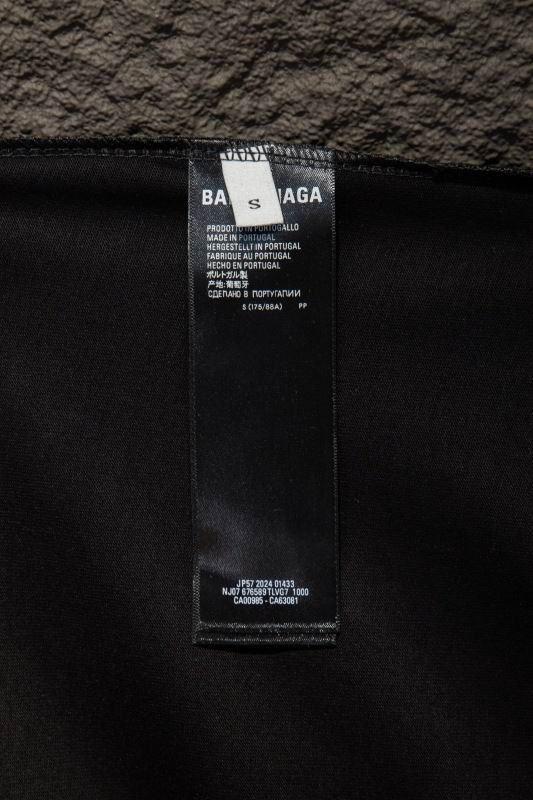 S
PRODOTTO IN PORTOGALLO
MADE IN PORTUGAL
HERGESTELLT IN PORTUGAL
FABRIQUE AU PORTUGAL
HECHO EN PORTUGAL
ポルトガル製
产地:葡萄牙
СДЕЛАНО В ПОРТУГАЛИИ
S (175/88A) PP
JP57 2024 01433
NJ07 676589 TLVG7 1000
CA00985 - CA63081